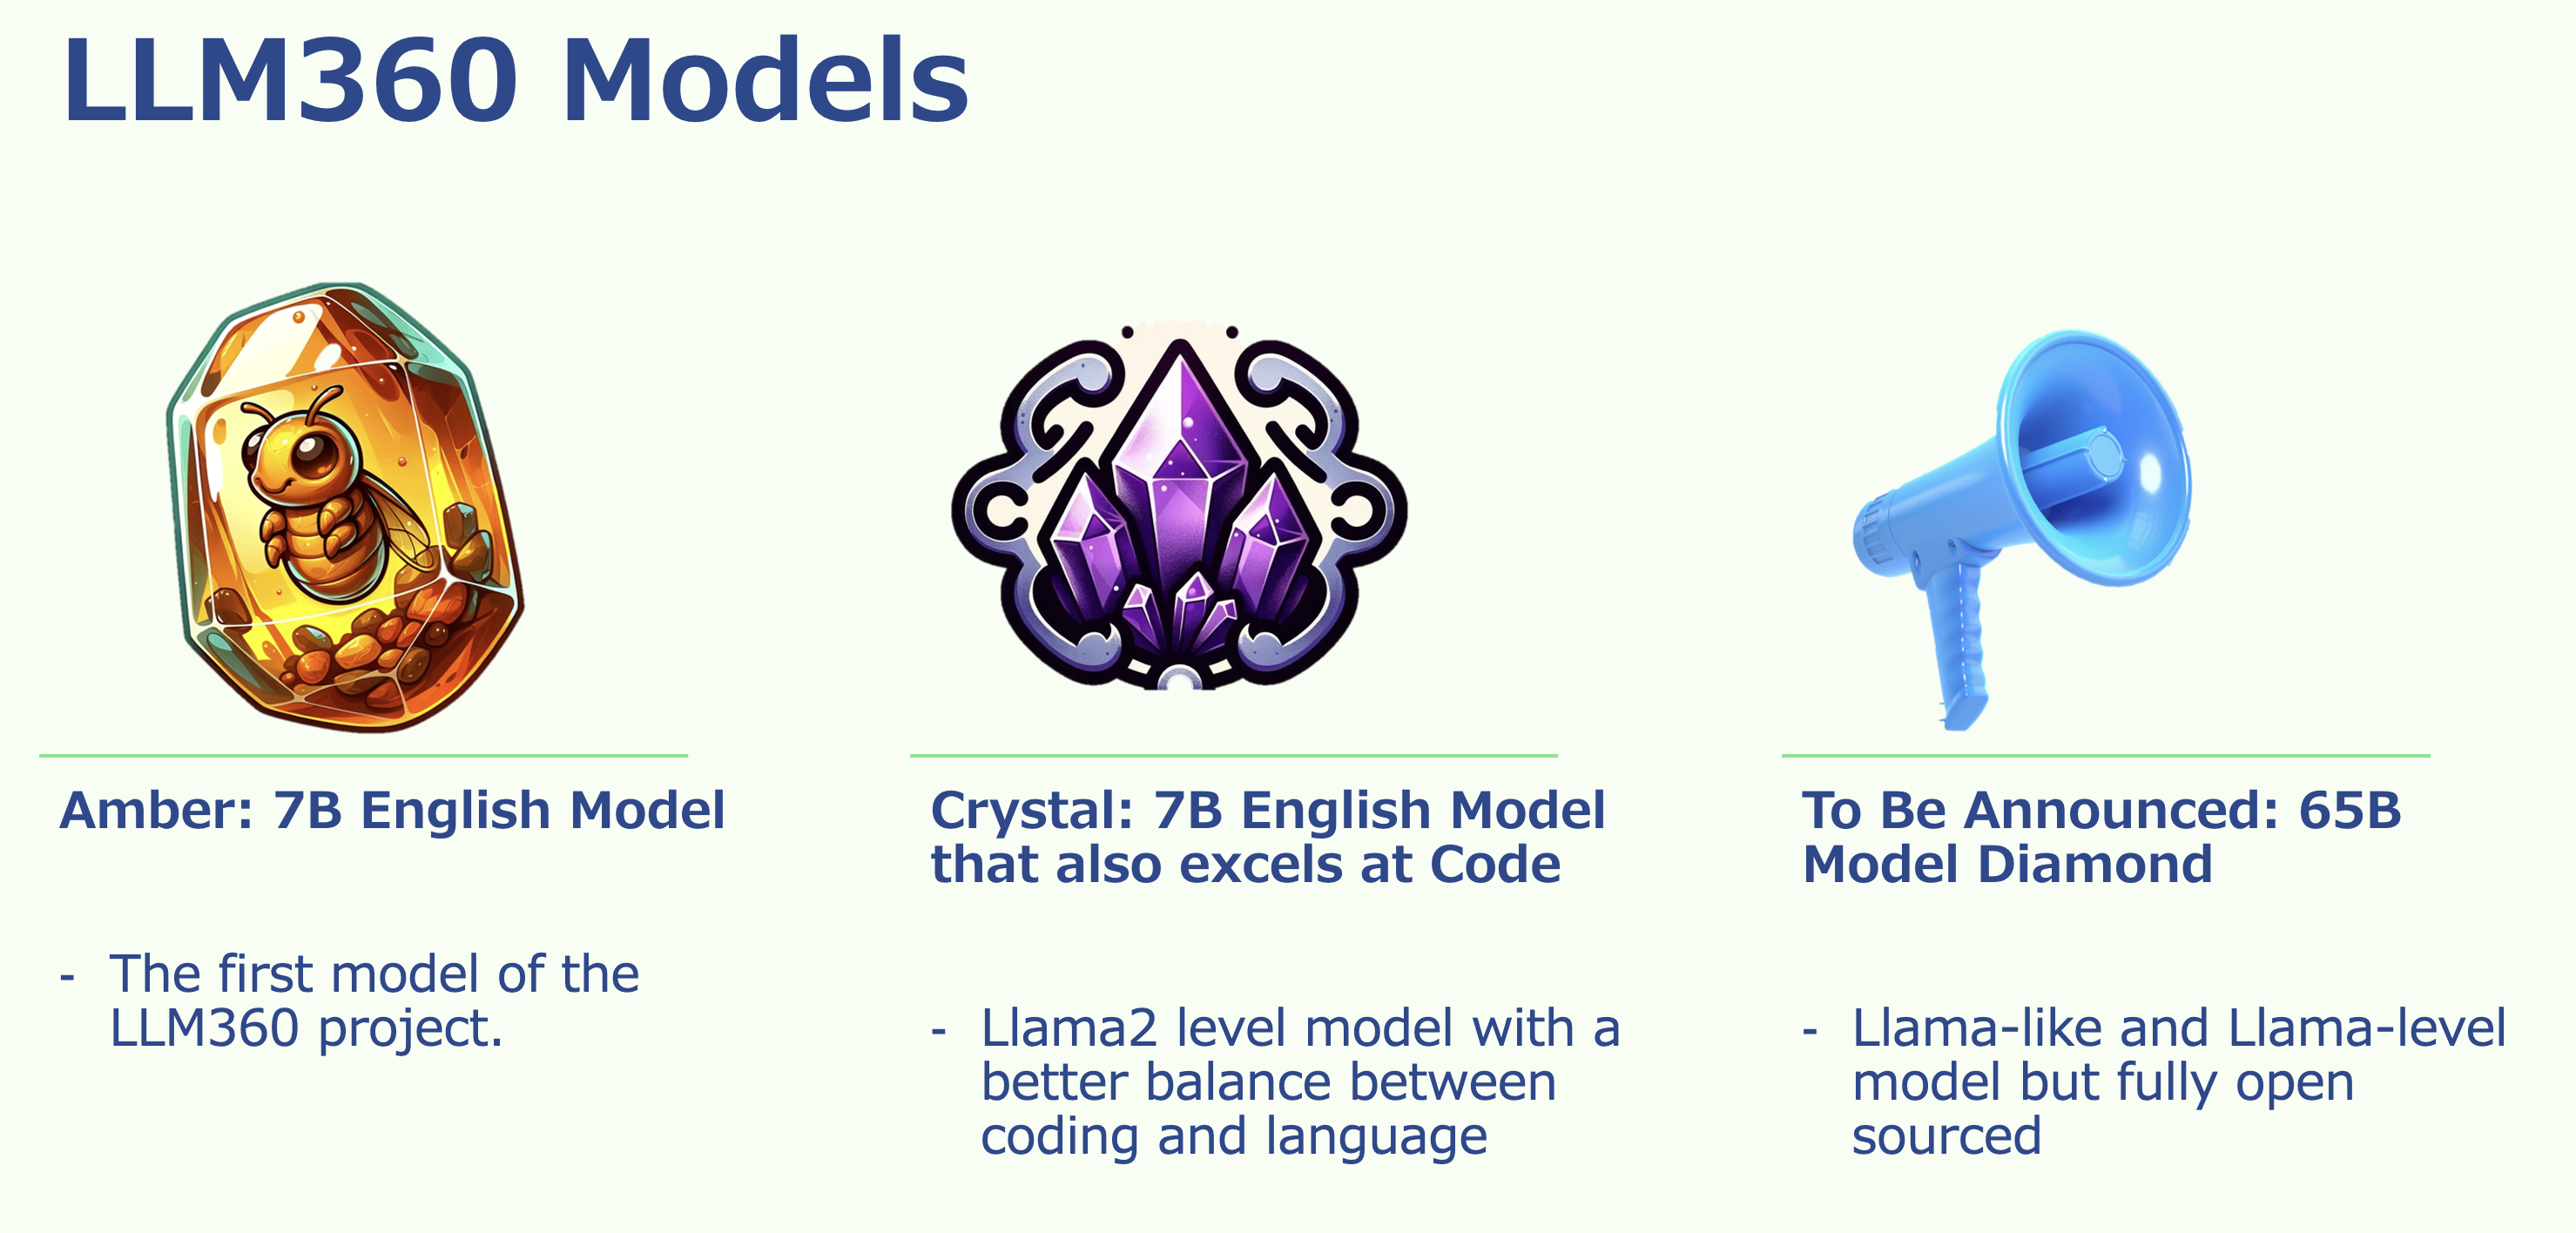 LLM360 Models
Amber: 7B English Model
- The first model of the
LLM360 project.
Crystal: 7B English Model
that also excels at Code
- Llama2 level model with a
better balance between
coding and language
To Be Announced: 65B
Model Diamond
- Llama-like and Llama-level
model but fully open
sourced